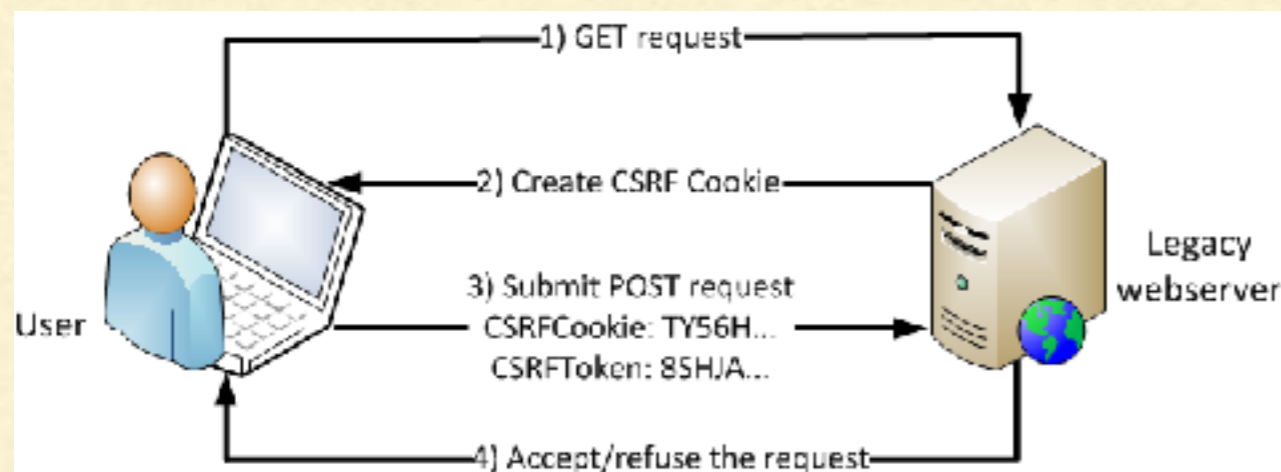 1) GET request
2) Create CSRF Cookie
Legacy
webserver
3) Submit POST request
User
CSRFCookie: TY56H...
CSRFToken: 85HJA...
4) Accept/refuse the request